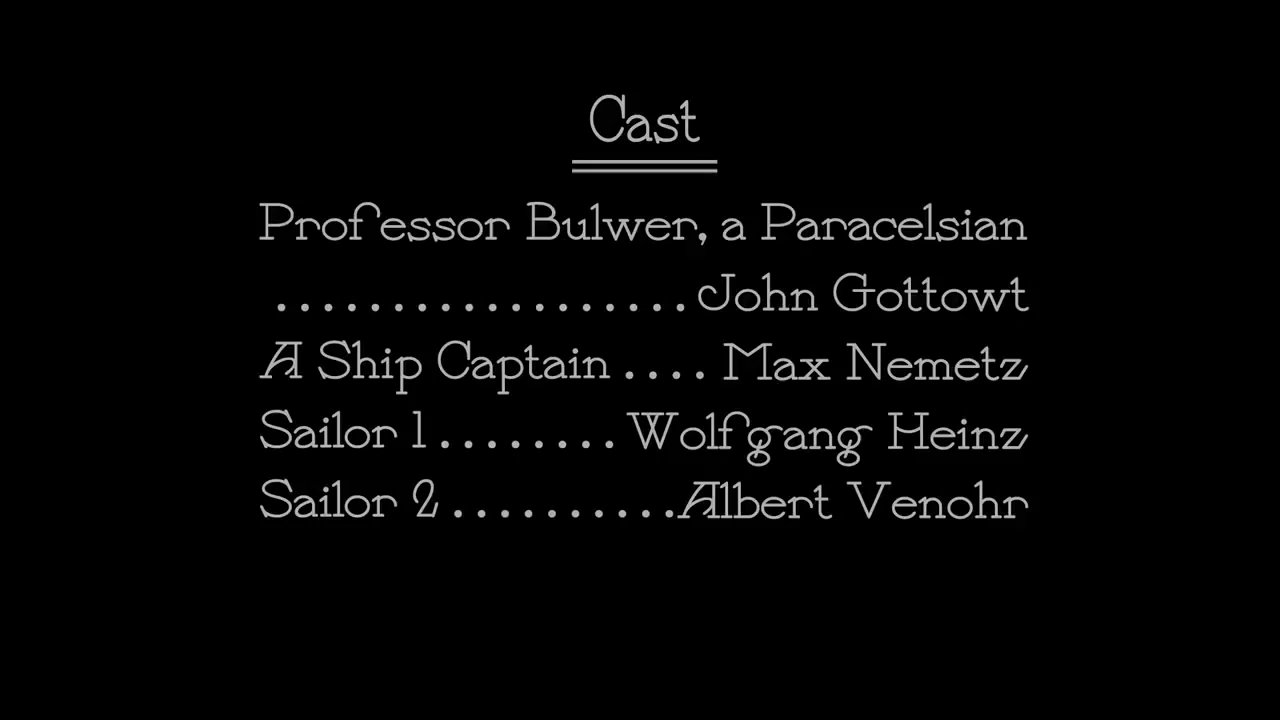 Cast
Professor Bulwer, a Paracelsian
..................John Gottowt
A Ship Captain .... Max Nemetz
Sailor 1........ Wolfgang Heinz
Sailor 2..........Albert Venohr